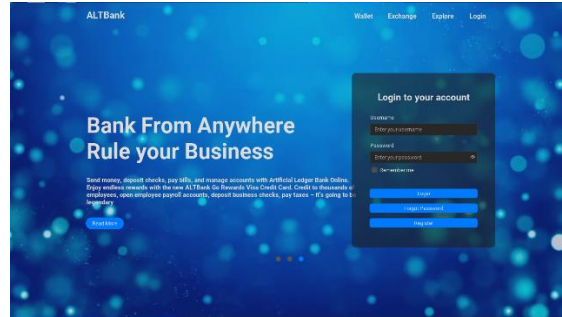 ALTBank
Wallet Exchange Explore Login
Login to your account
Username
Enter your username
Password
Enter your password
Remember me
Login
Forgot Password
Register
Bank From Anywhere
Rule your Business
Send money, deposit checks, pay bills, and manage accounts with Artificial Ledger Bank Online.
Enjoy endless rewards with the new ALTBank Go Rewards Visa Credit Card. Credit to thousands of
employees, open employee payroll accounts, deposit business checks, pay taxes – it's going to be
legendary
Read More